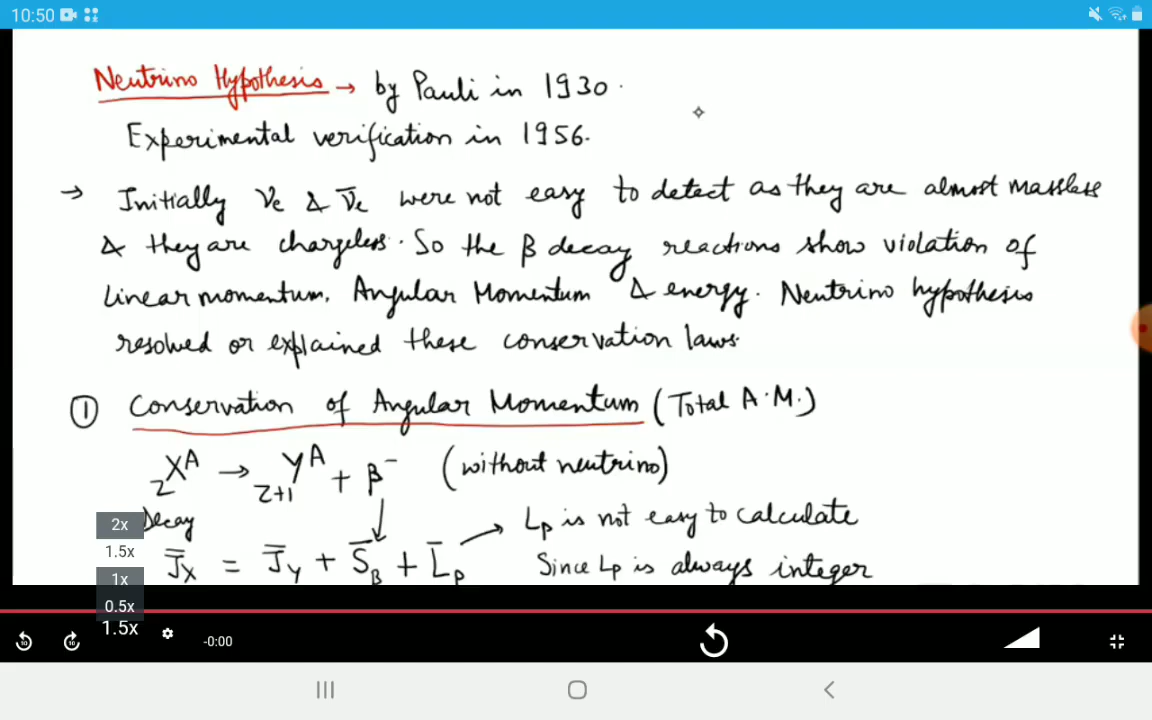 10:50
Neutrino Hypothesis → by Pauli in 1930.
Experimental verification in 1956.
→ Initially νe & ν̅e were not easy to detect as they are almost massless
& they are chargeless. So the β decay reactions show violation of
Linear momentum, Angular Momentum & energy. Neutrino hypothesis
resolved or explained these conservation laws.
① Conservation of Angular Momentum (Total A.M.)
zXᴬ → z+1Yᴬ + β⁻ (without neutrino)
Decay
J̅x = J̅y + S̅β + L̅p → Lp is not easy to calculate
Since Lp is always integer
2x
1.5x
1x
0.5x
1.5x
10
10
-0:00